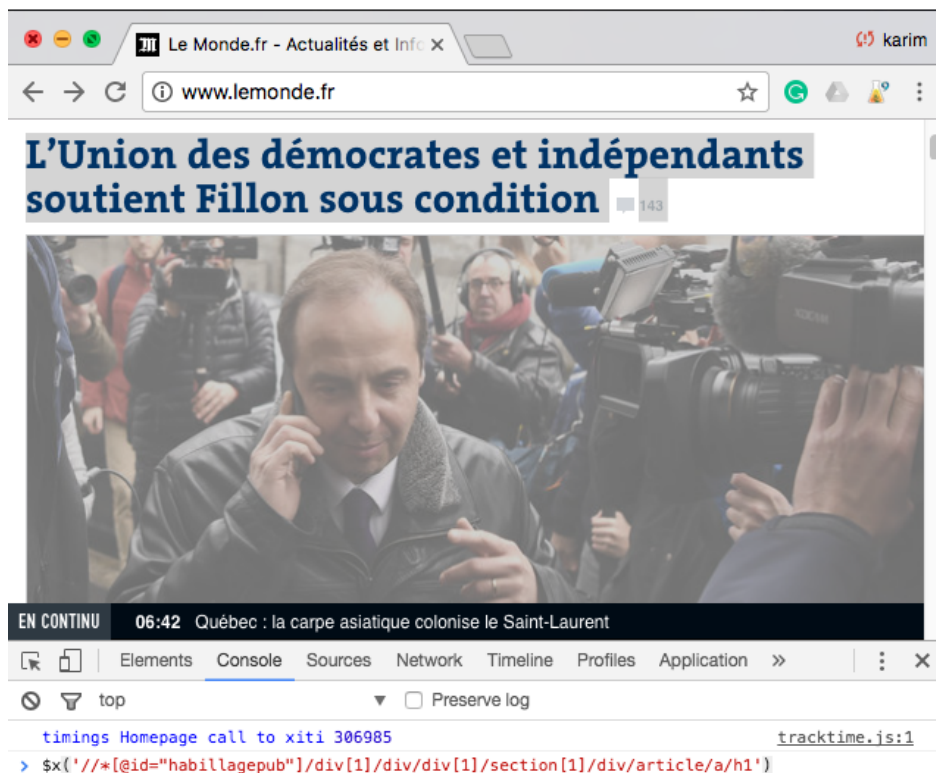 Le Monde.fr - Actualités et Info
karim
www.lemonde.fr
L’Union des démocrates et indépendants
soutient Fillon sous condition 143
EN CONTINU 06:42 Québec : la carpe asiatique colonise le Saint-Laurent
Elements Console Sources Network Timeline Profiles Application »
top Preserve log
timings Homepage call to xiti 306985 tracktime.js:1
> $x('//*[@id="habillagepub"]/div[1]/div/div[1]/section[1]/div/article/a/h1')